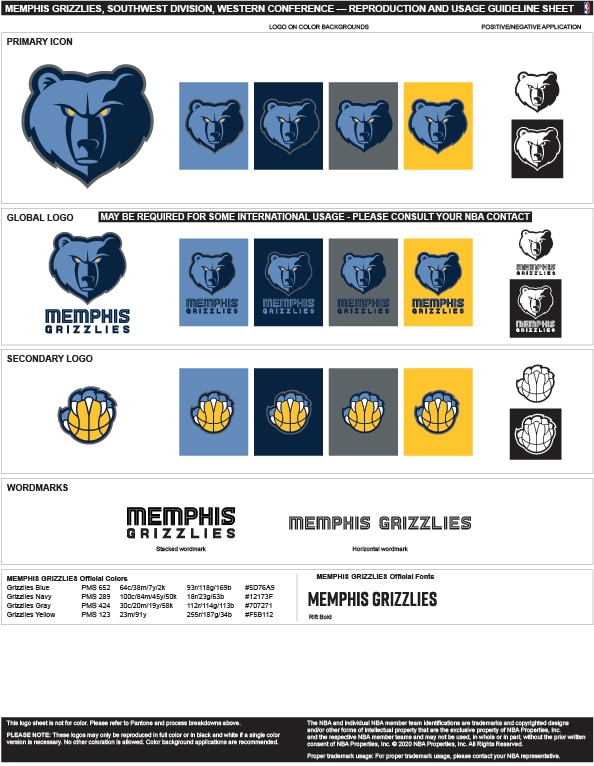 MEMPHIS GRIZZLIES, SOUTHWEST DIVISION, WESTERN CONFERENCE — REPRODUCTION AND USAGE GUIDELINE SHEET
LOGO ON COLOR BACKGROUNDS
POSITIVE/NEGATIVE APPLICATION
PRIMARY ICON
GLOBAL LOGO
MAY BE REQUIRED FOR SOME INTERNATIONAL USAGE - PLEASE CONSULT YOUR NBA CONTACT
MEMPHIS
GRIZZLIES
MEMPHIS
GRIZZLIES
MEMPHIS
GRIZZLIES
MEMPHIS
GRIZZLIES
MEMPHIS
GRIZZLIES
MEMPHIS
GRIZZLIES
MEMPHIS
GRIZZLIES
SECONDARY LOGO
WORDMARKS
MEMPHIS
GRIZZLIES
Stacked wordmark
MEMPHIS GRIZZLIES
Horizontal wordmark
MEMPHIS GRIZZLIES Official Colors
Grizzlies Blue PMS 652 64c/38m/7y/2k 93r/118g/169b #5D76A9
Grizzlies Navy PMS 289 100c/84m/45y/50k 18r/23g/63b #12173F
Grizzlies Gray PMS 424 30c/20m/19y/58k 112r/114g/113b #707271
Grizzlies Yellow PMS 123 23m/91y 255r/187g/34b #F5B112
MEMPHIS GRIZZLIES Official Fonts
MEMPHIS GRIZZLIES
Rift Bold
This logo sheet is not for color. Please refer to Pantone and process breakdowns above.
PLEASE NOTE: These logos may only be reproduced in full color or in black and white if a single color
version is necessary. No other coloration is allowed. Color background applications are recommended.
The NBA and individual NBA member team identifications are trademarks and copyrighted designs
and/or other forms of intellectual property that are the exclusive property of NBA Properties, Inc.
and the respective NBA member teams and may not be used, in whole or in part, without the prior written
consent of NBA Properties, Inc. © 2020 NBA Properties, Inc. All Rights Reserved.
Proper trademark usage: For proper trademark usage, please contact your NBA representative.